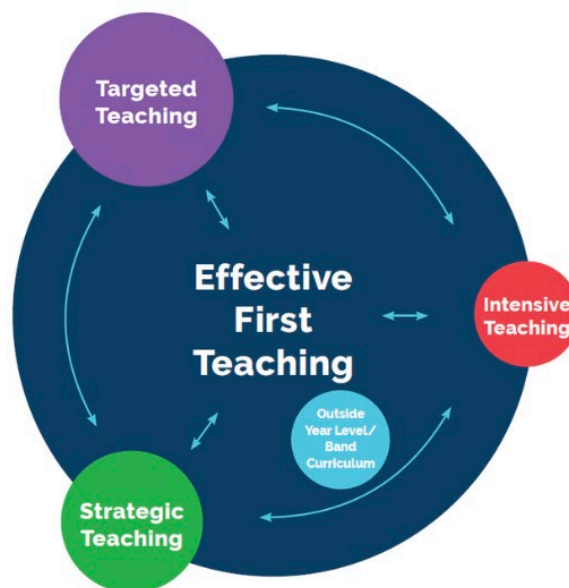 Targeted
Teaching
Effective
First
Teaching
Intensive
Teaching
Outside
Year Level/
Band
Curriculum
Strategic
Teaching